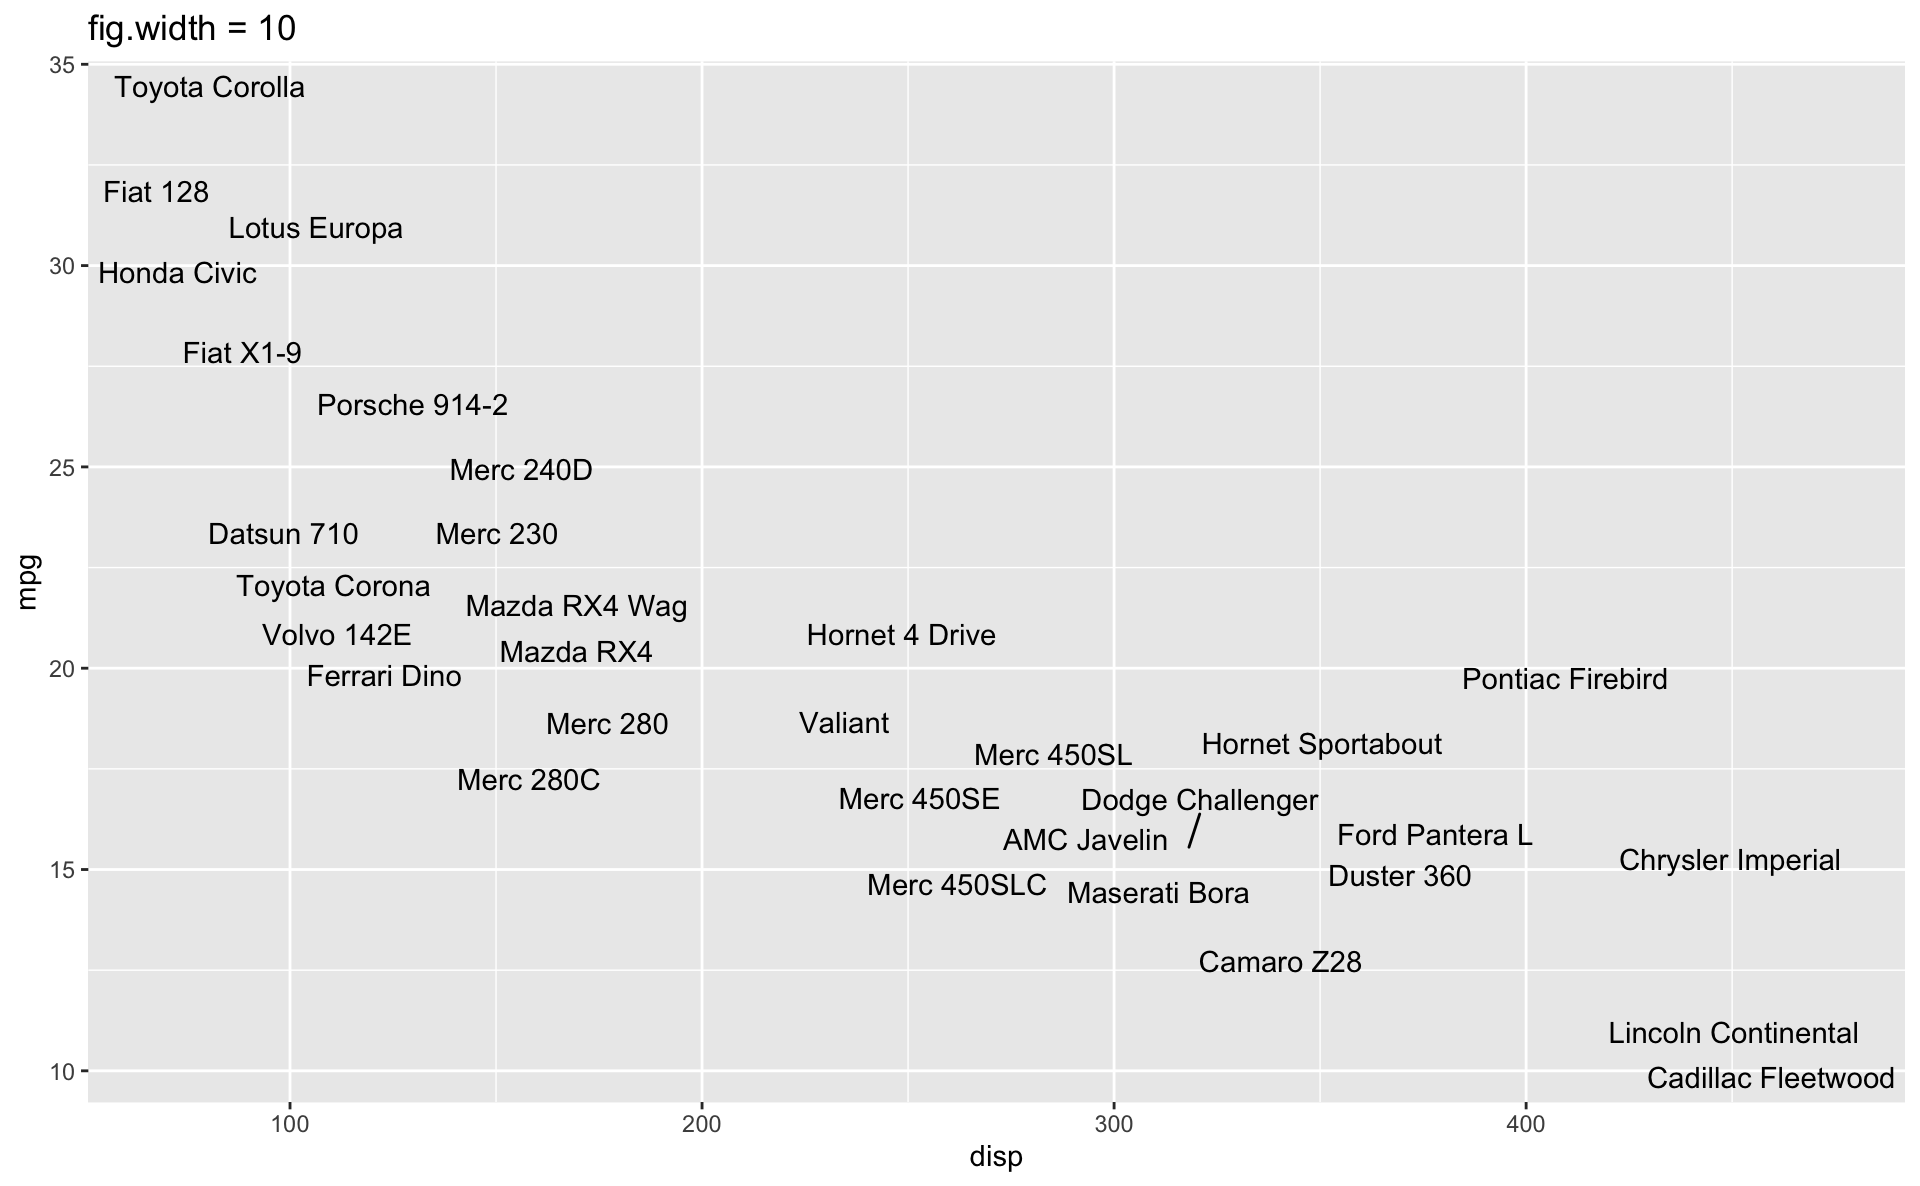 fig.width = 10
35
Toyota Corolla
Fiat 128
Lotus Europa
30
Honda Civic
Fiat X1-9
Porsche 914-2
25
Merc 240D
Datsun 710
Merc 230
mpg
Toyota Corona
Mazda RX4 Wag
Volvo 142E
Hornet 4 Drive
Mazda RX4
20
Ferrari Dino
Pontiac Firebird
Merc 280
Valiant
Hornet Sportabout
Merc 450SL
Merc 280C
Merc 450SE
Dodge Challenger
AMC Javelin
Ford Pantera L
Chrysler Imperial
15
Duster 360
Merc 450SLC
Maserati Bora
Camaro Z28
Lincoln Continental
10
Cadillac Fleetwood
100
200
300
400
disp